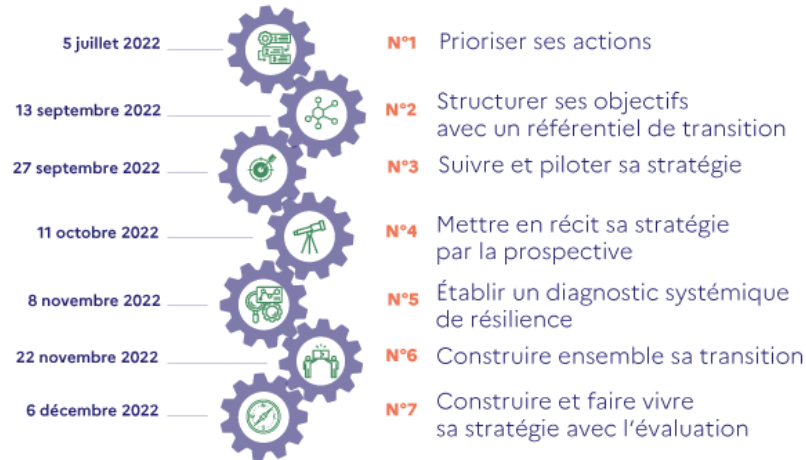 5 juillet 2022 N°1 Prioriser ses actions
13 septembre 2022 N°2 Structurer ses objectifs
avec un référentiel de transition
27 septembre 2022 N°3 Suivre et piloter sa stratégie
11 octobre 2022 N°4 Mettre en récit sa stratégie
par la prospective
8 novembre 2022 N°5 Établir un diagnostic systémique
de résilience
22 novembre 2022 N°6 Construire ensemble sa transition
6 décembre 2022 N°7 Construire et faire vivre
sa stratégie avec l'évaluation